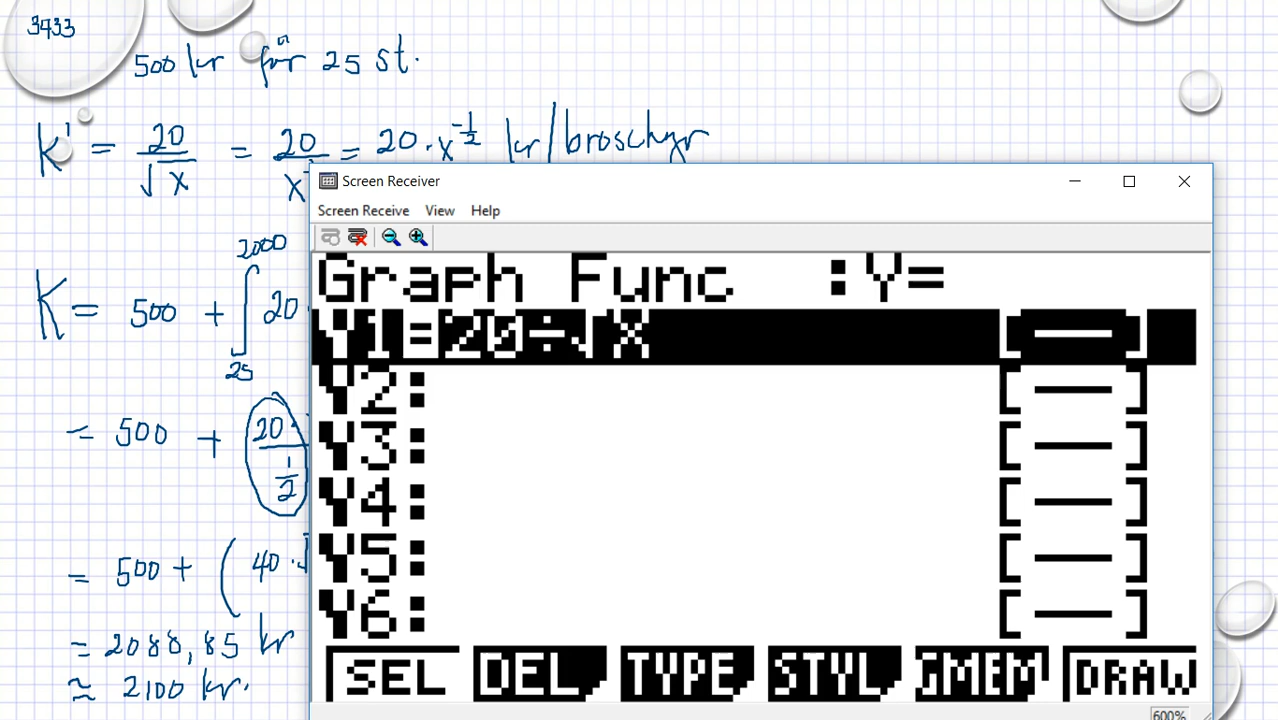 3433
500 kr för 25 st.
K' = 20/√x = 20/x = 20·x^-1/2 kr/broschyr
K = 500 + ∫ 2000 25 20
= 500 + 20· / 1/2
= 500 + ( 40·√
= 2088,85 kr
≈ 2100 kr.
Screen Receiver
Screen Receive View Help
Graph Func :Y=
Y1=20÷√X [—]
Y2: [—]
Y3: [—]
Y4: [—]
Y5: [—]
Y6: [—]
SEL DEL TYPE STYL GMEM DRAW
600%